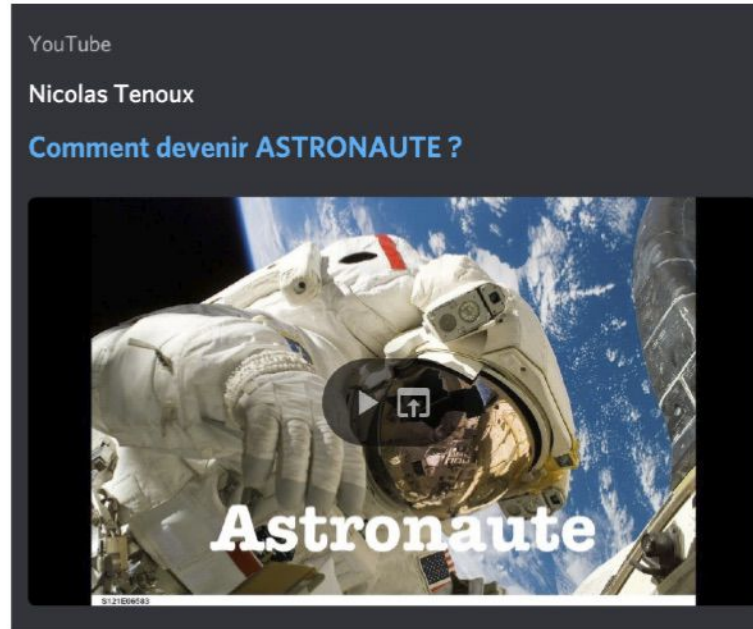 YouTube
Nicolas Tenoux
Comment devenir ASTRONAUTE ?
Astronaute
S121E06583